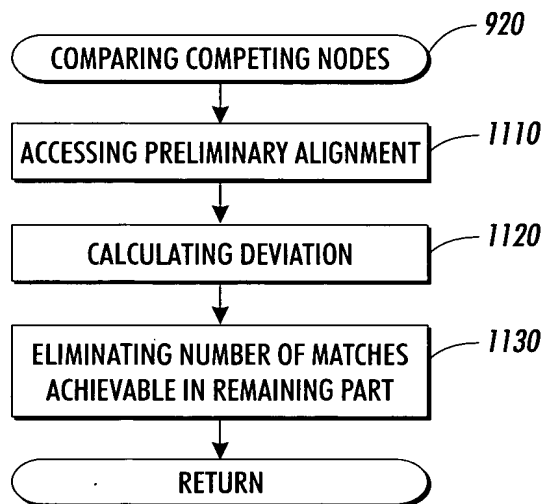 920
COMPARING COMPETING NODES
1110
ACCESSING PRELIMINARY ALIGNMENT
1120
CALCULATING DEVIATION
1130
ELIMINATING NUMBER OF MATCHES
ACHIEVABLE IN REMAINING PART
RETURN